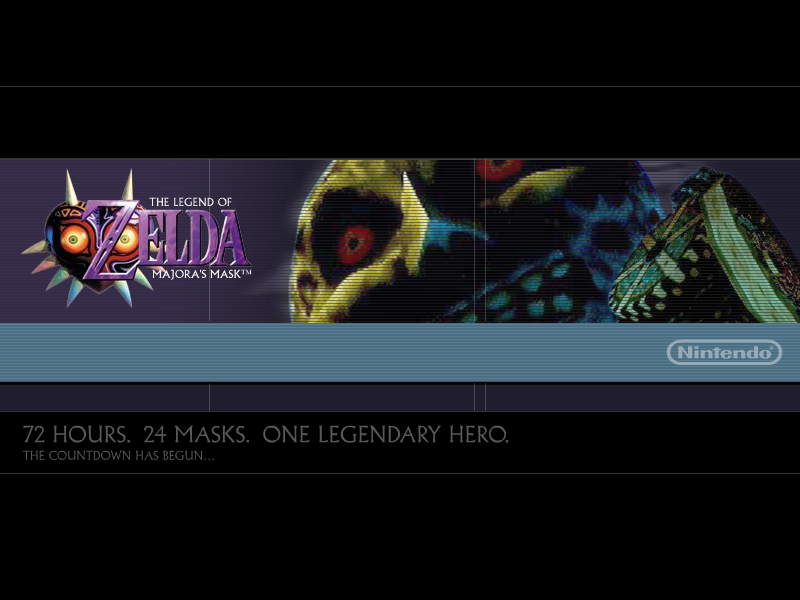 THE LEGEND OF
ZELDA
MAJORA'S MASK™
Nintendo
72 HOURS. 24 MASKS. ONE LEGENDARY HERO.
THE COUNTDOWN HAS BEGUN...